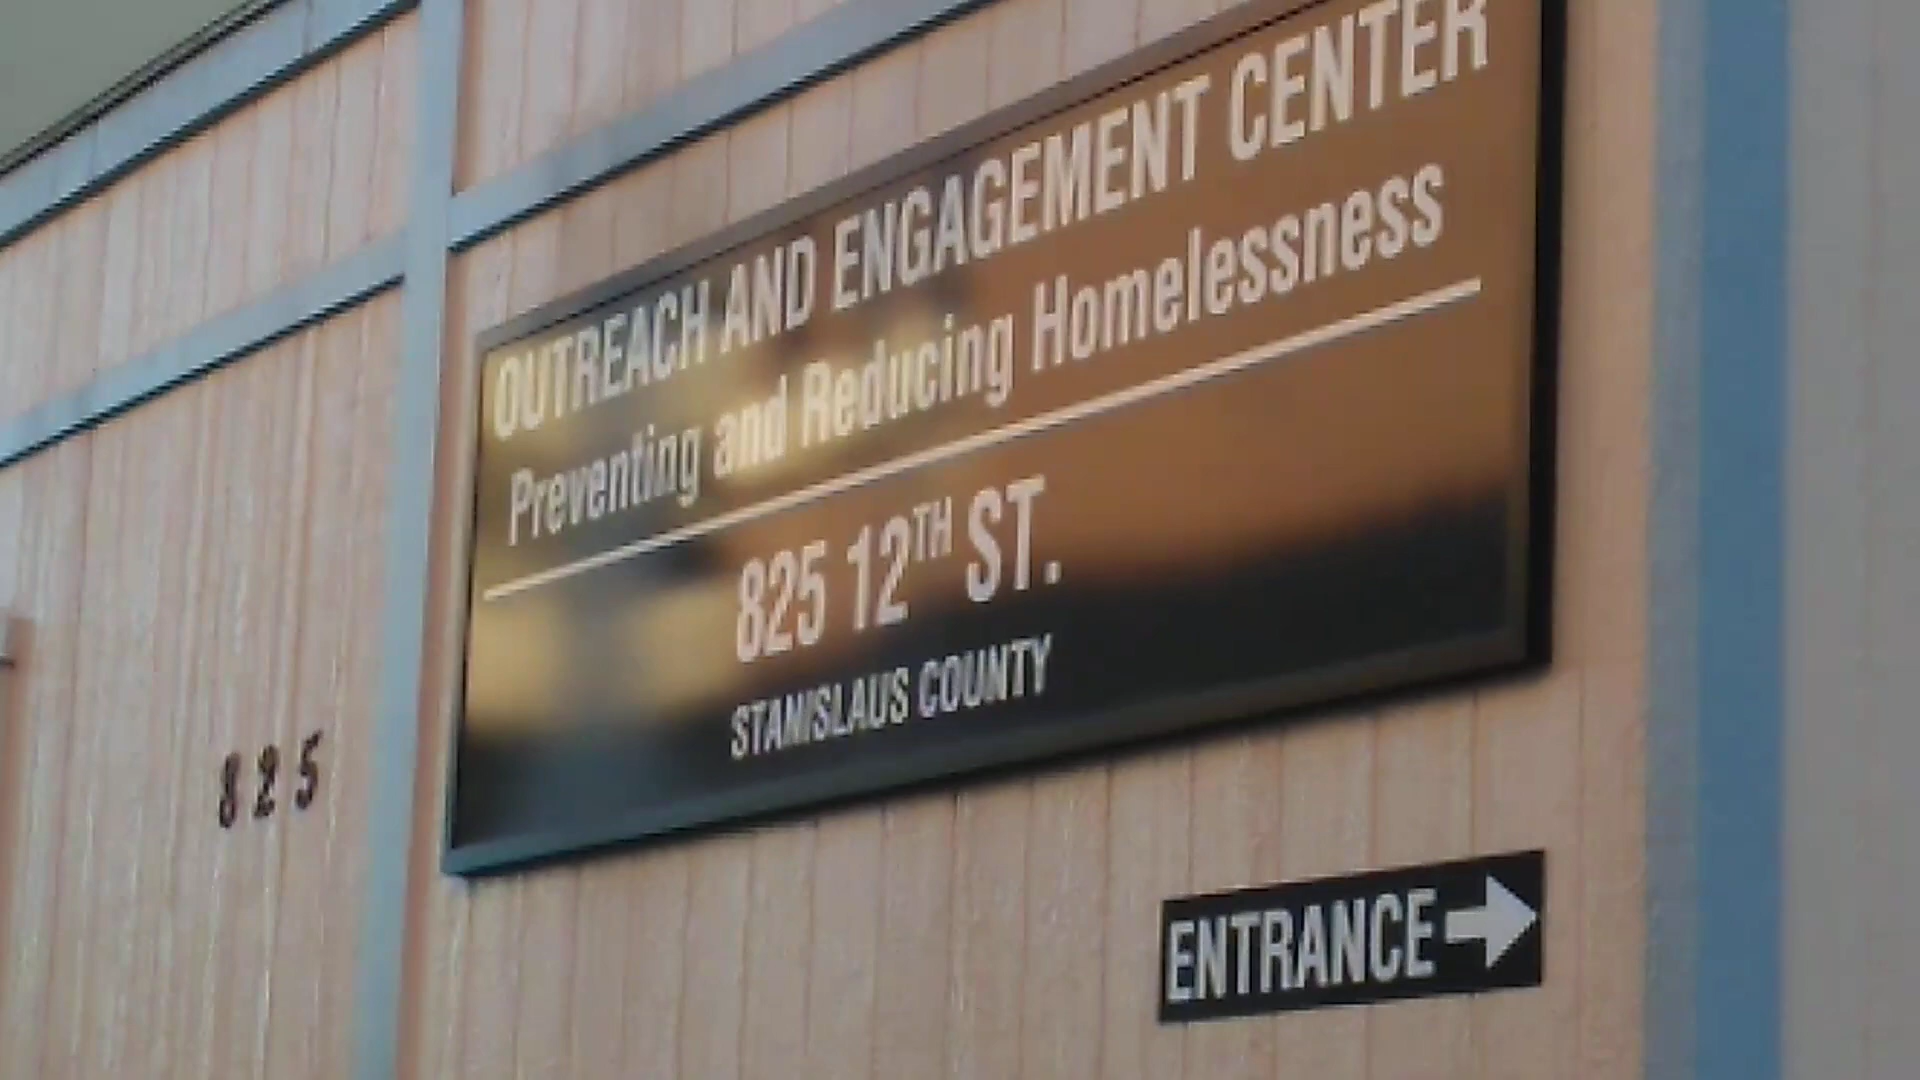 OUTREACH AND ENGAGEMENT CENTER
Preventing and Reducing Homelessness
825 12TH ST.
STANISLAUS COUNTY
825
ENTRANCE